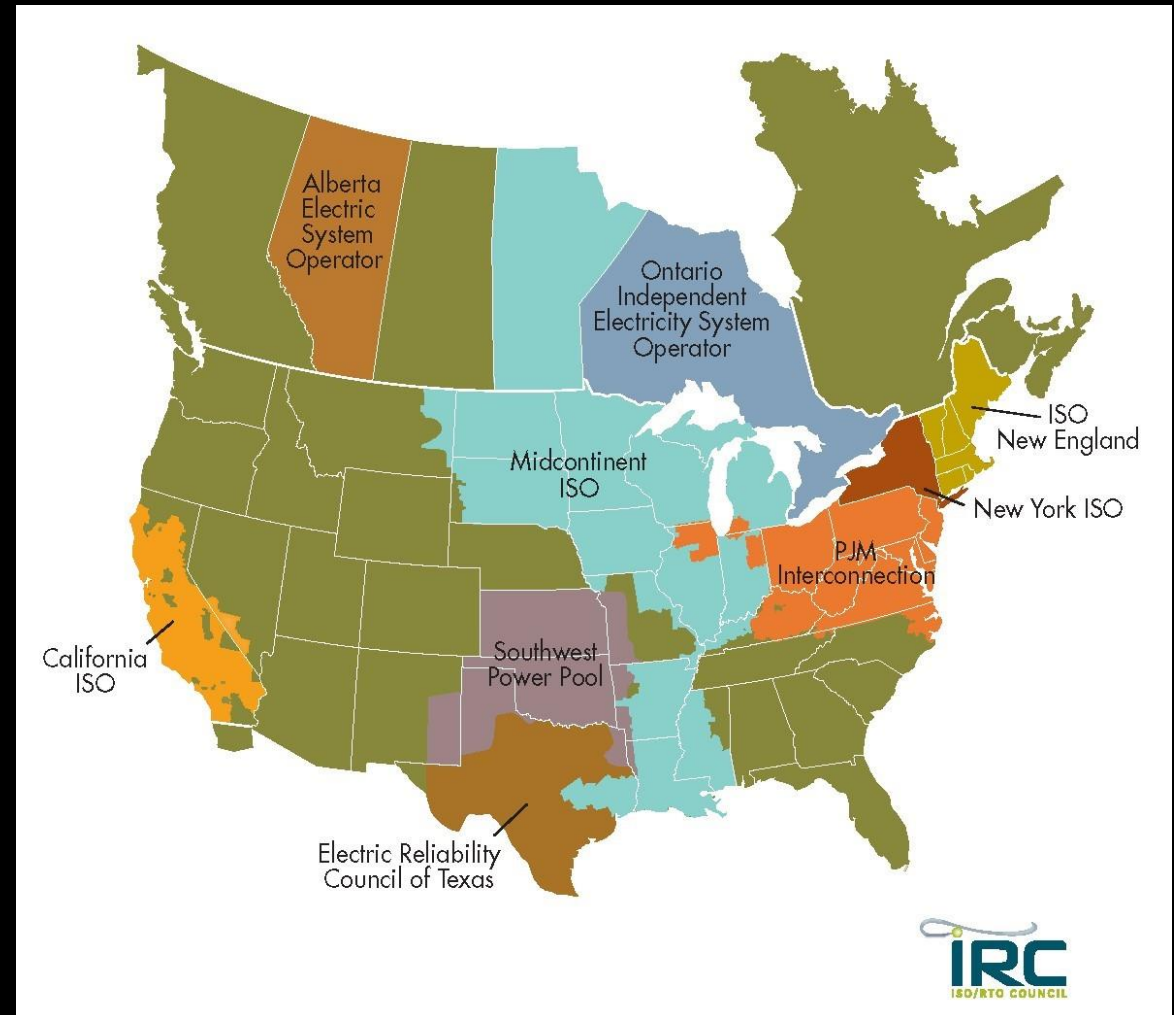 Alberta
Electric
System
Operator
Ontario
Independent
Electricity System
Operator
ISO
New England
Midcontinent
ISO
New York ISO
PJM
Interconnection
California
ISO
Southwest
Power Pool
Electric Reliability
Council of Texas
iRC
ISO/RTO COUNCIL